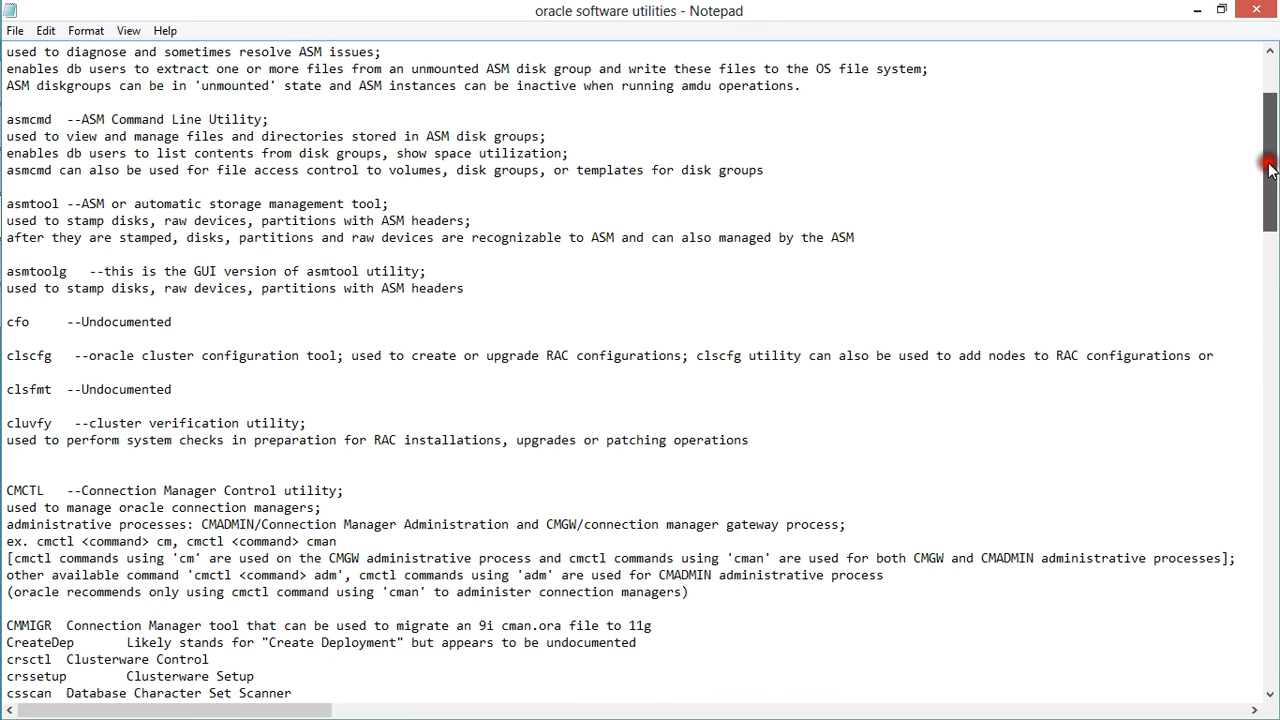 oracle software utilities - Notepad
File Edit Format View Help
used to diagnose and sometimes resolve ASM issues;
enables db users to extract one or more files from an unmounted ASM disk group and write these files to the OS file system;
ASM diskgroups can be in 'unmounted' state and ASM instances can be inactive when running amdu operations.
asmcmd --ASM Command Line Utility;
used to view and manage files and directories stored in ASM disk groups;
enables db users to list contents from disk groups, show space utilization;
asmcmd can also be used for file access control to volumes, disk groups, or templates for disk groups
asmtool --ASM or automatic storage management tool;
used to stamp disks, raw devices, partitions with ASM headers;
after they are stamped, disks, partitions and raw devices are recognizable to ASM and can also managed by the ASM
asmtoolg --this is the GUI version of asmtool utility;
used to stamp disks, raw devices, partitions with ASM headers
cfo --Undocumented
clscfg --oracle cluster configuration tool; used to create or upgrade RAC configurations; clscfg utility can also be used to add nodes to RAC configurations or
clsfmt --Undocumented
cluvfy --cluster verification utility;
used to perform system checks in preparation for RAC installations, upgrades or patching operations
CMCTL --Connection Manager Control utility;
used to manage oracle connection managers;
administrative processes: CMADMIN/Connection Manager Administration and CMGW/connection manager gateway process;
ex. cmctl <command> cm, cmctl <command> cman
[cmctl commands using 'cm' are used on the CMGW administrative process and cmctl commands using 'cman' are used for both CMGW and CMADMIN administrative processes];
other available command 'cmctl <command> adm', cmctl commands using 'adm' are used for CMADMIN administrative process
(oracle recommends only using cmctl command using 'cman' to administer connection managers)
CMMIGR Connection Manager tool that can be used to migrate an 9i cman.ora file to 11g
CreateDep Likely stands for "Create Deployment" but appears to be undocumented
crsctl Clusterware Control
crssetup Clusterware Setup
csscan Database Character Set Scanner